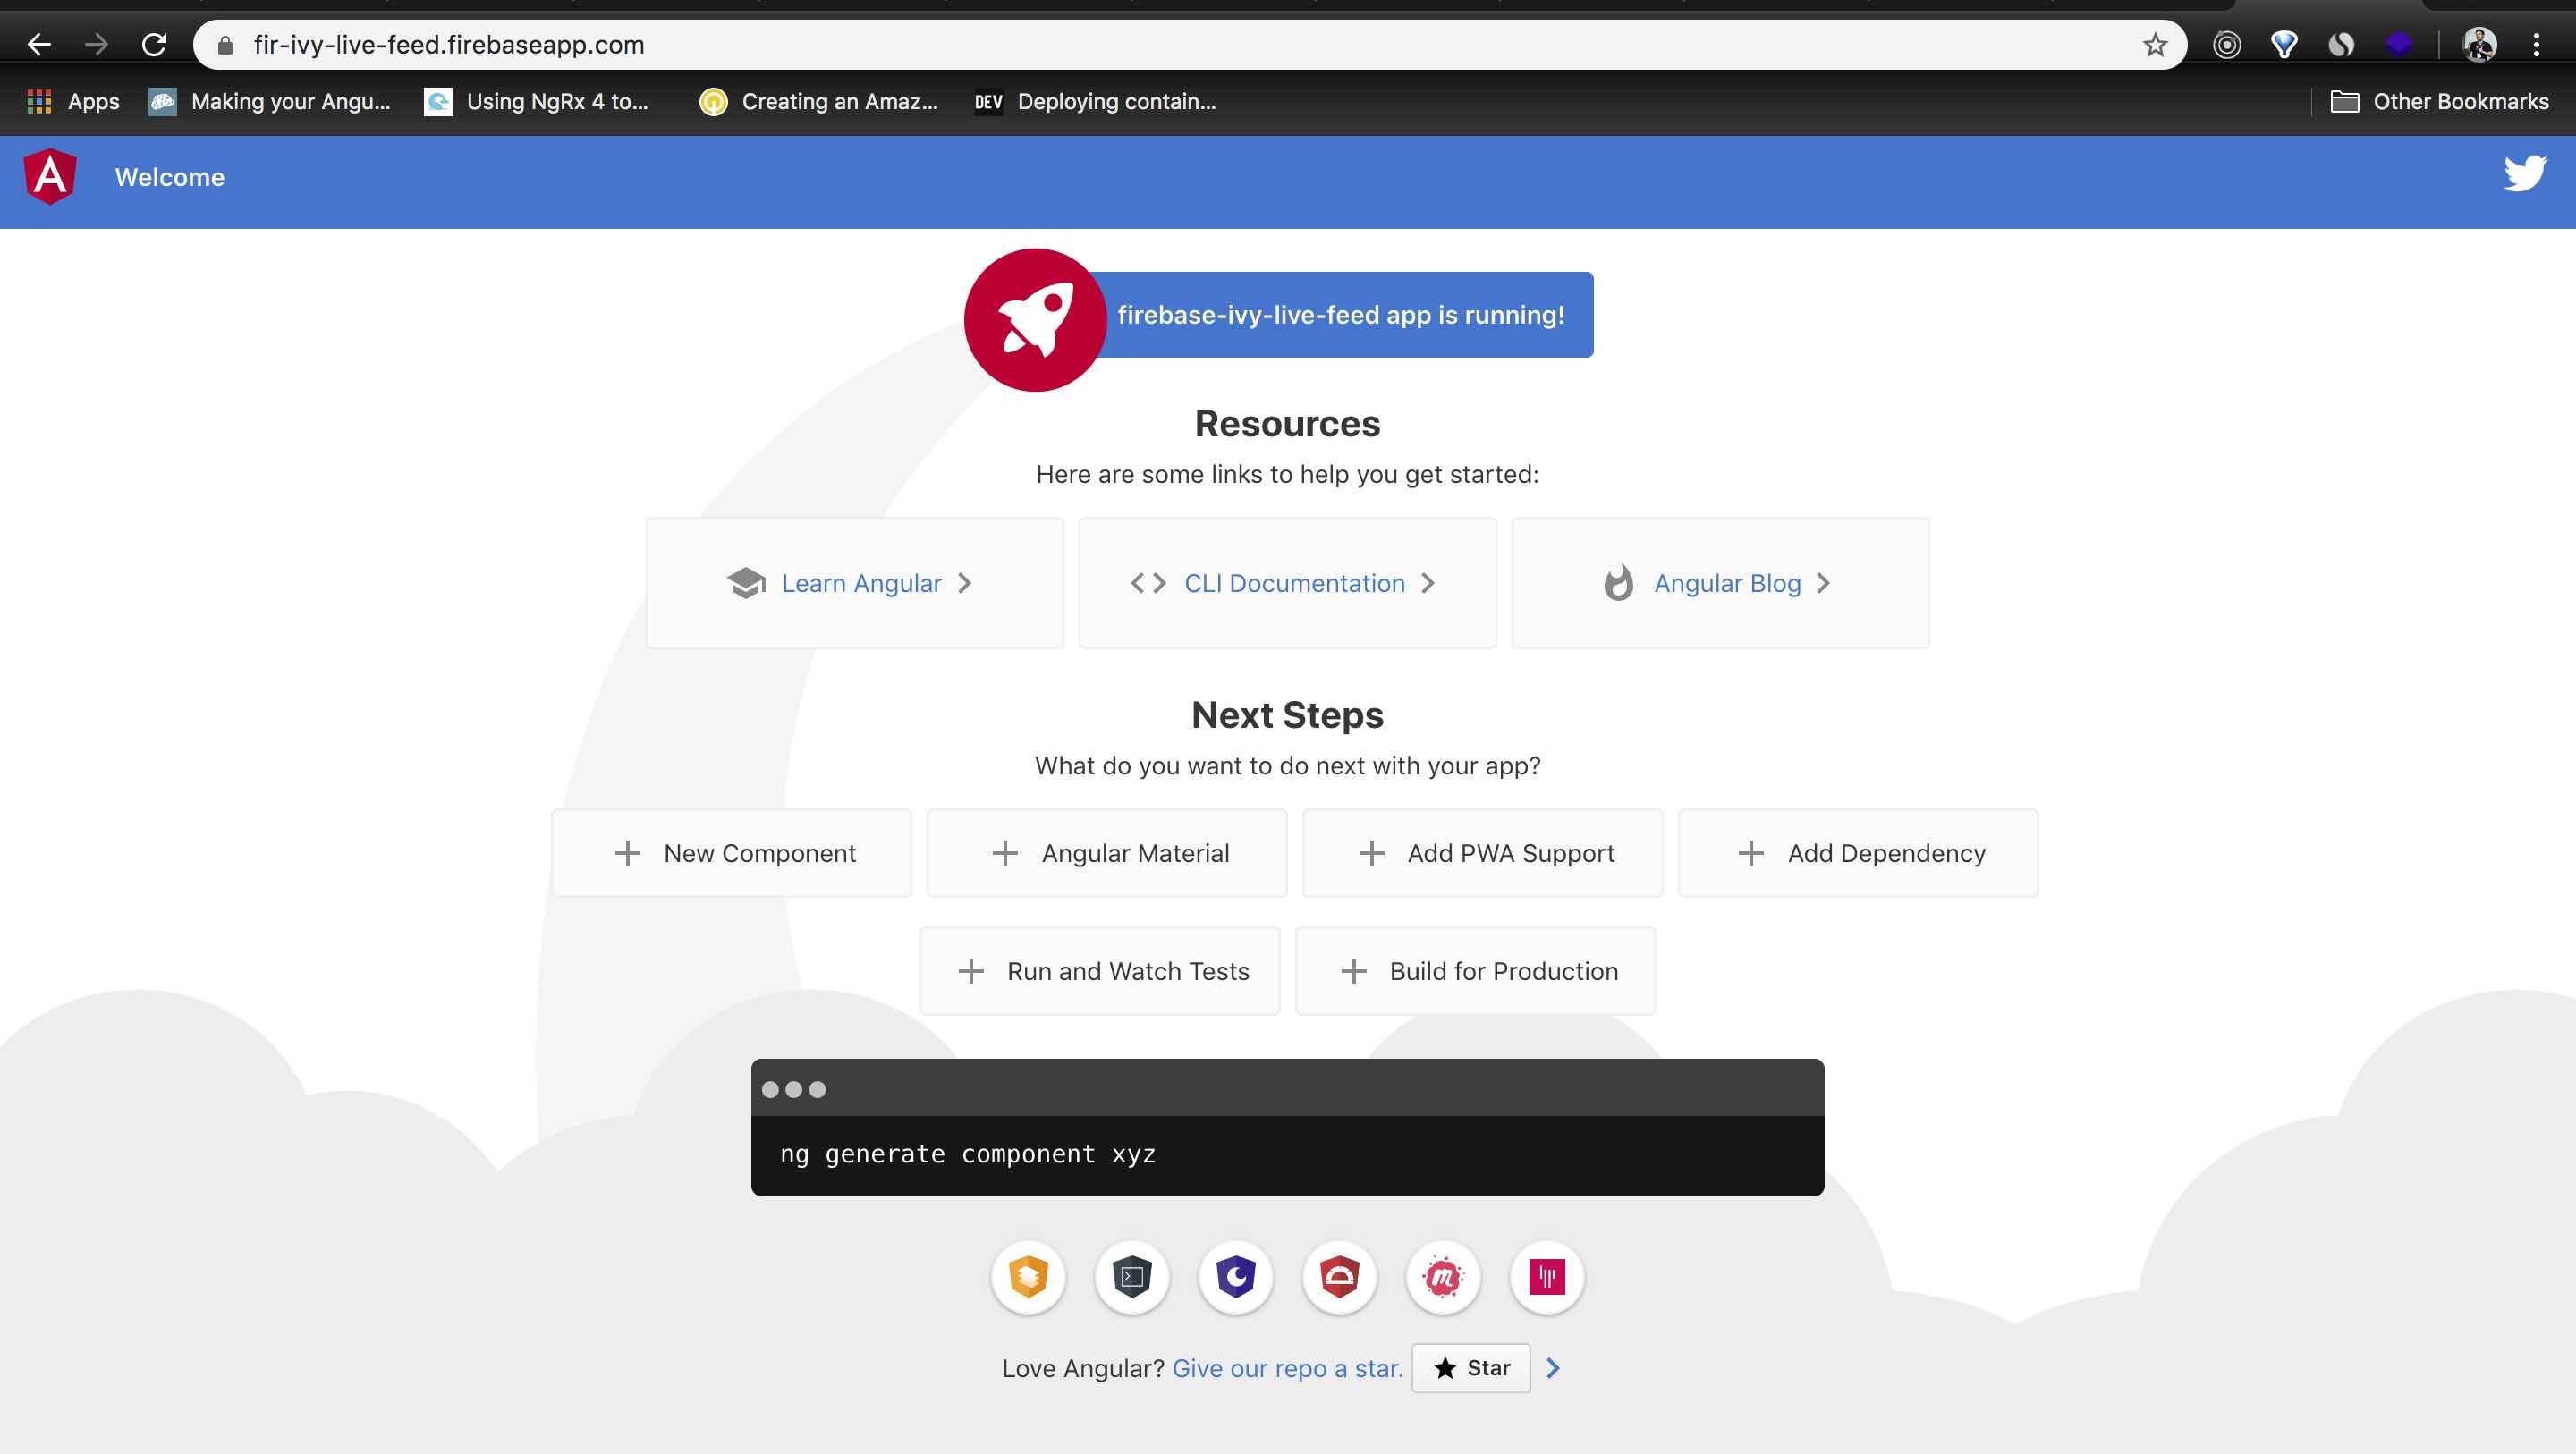 fir-ivy-live-feed.firebaseapp.com
Apps Making your Angu... Using NgRx 4 to... Creating an Amaz... DEV Deploying contain... Other Bookmarks
Welcome
firebase-ivy-live-feed app is running!
Resources
Here are some links to help you get started:
Learn Angular CLI Documentation Angular Blog
Next Steps
What do you want to do next with your app?
New Component Angular Material Add PWA Support Add Dependency
Run and Watch Tests Build for Production
ng generate component xyz
Love Angular? Give our repo a star. Star